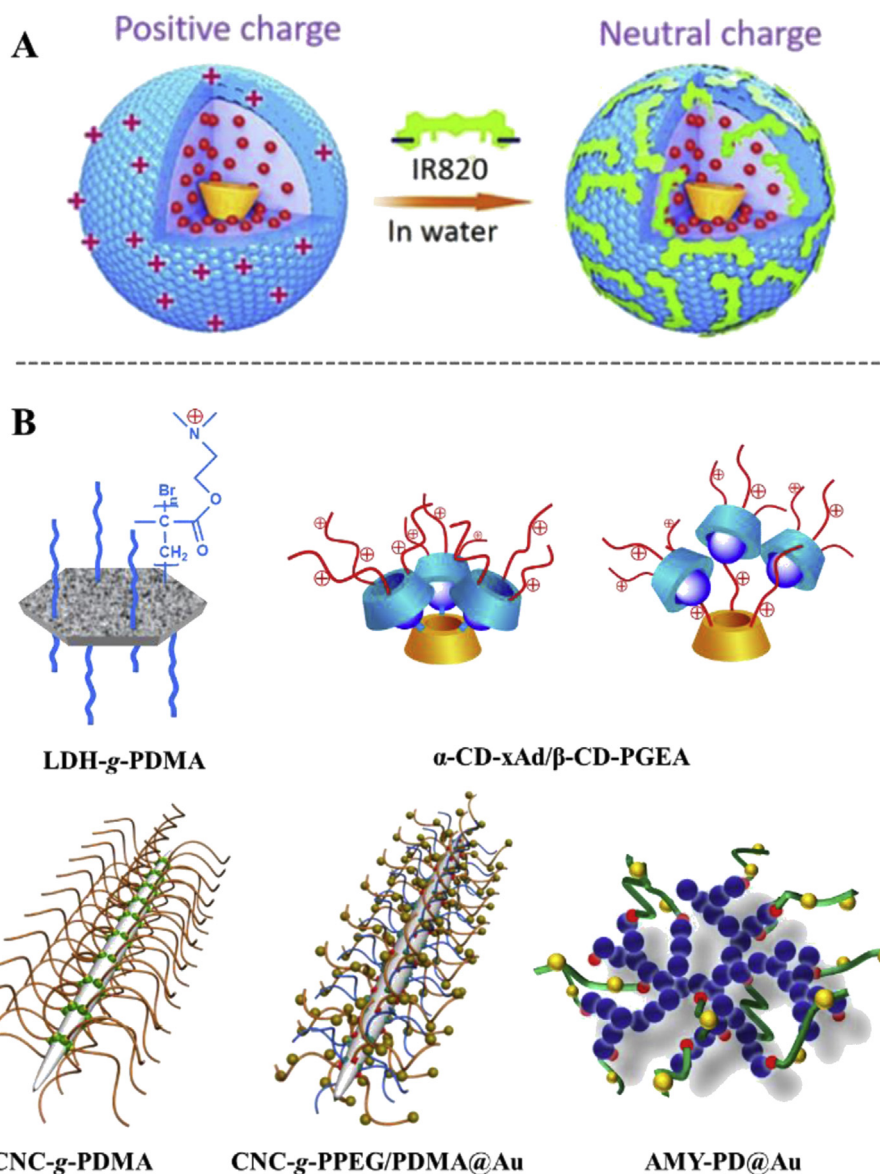 A
Positive charge
Neutral charge
IR820
In water
B
N
Br
n
O
C
C
O
CH2
LDH-g-PDMA
α-CD-xAd/β-CD-PGEA
CNC-g-PDMA
CNC-g-PPEG/PDMA@Au
AMY-PD@Au